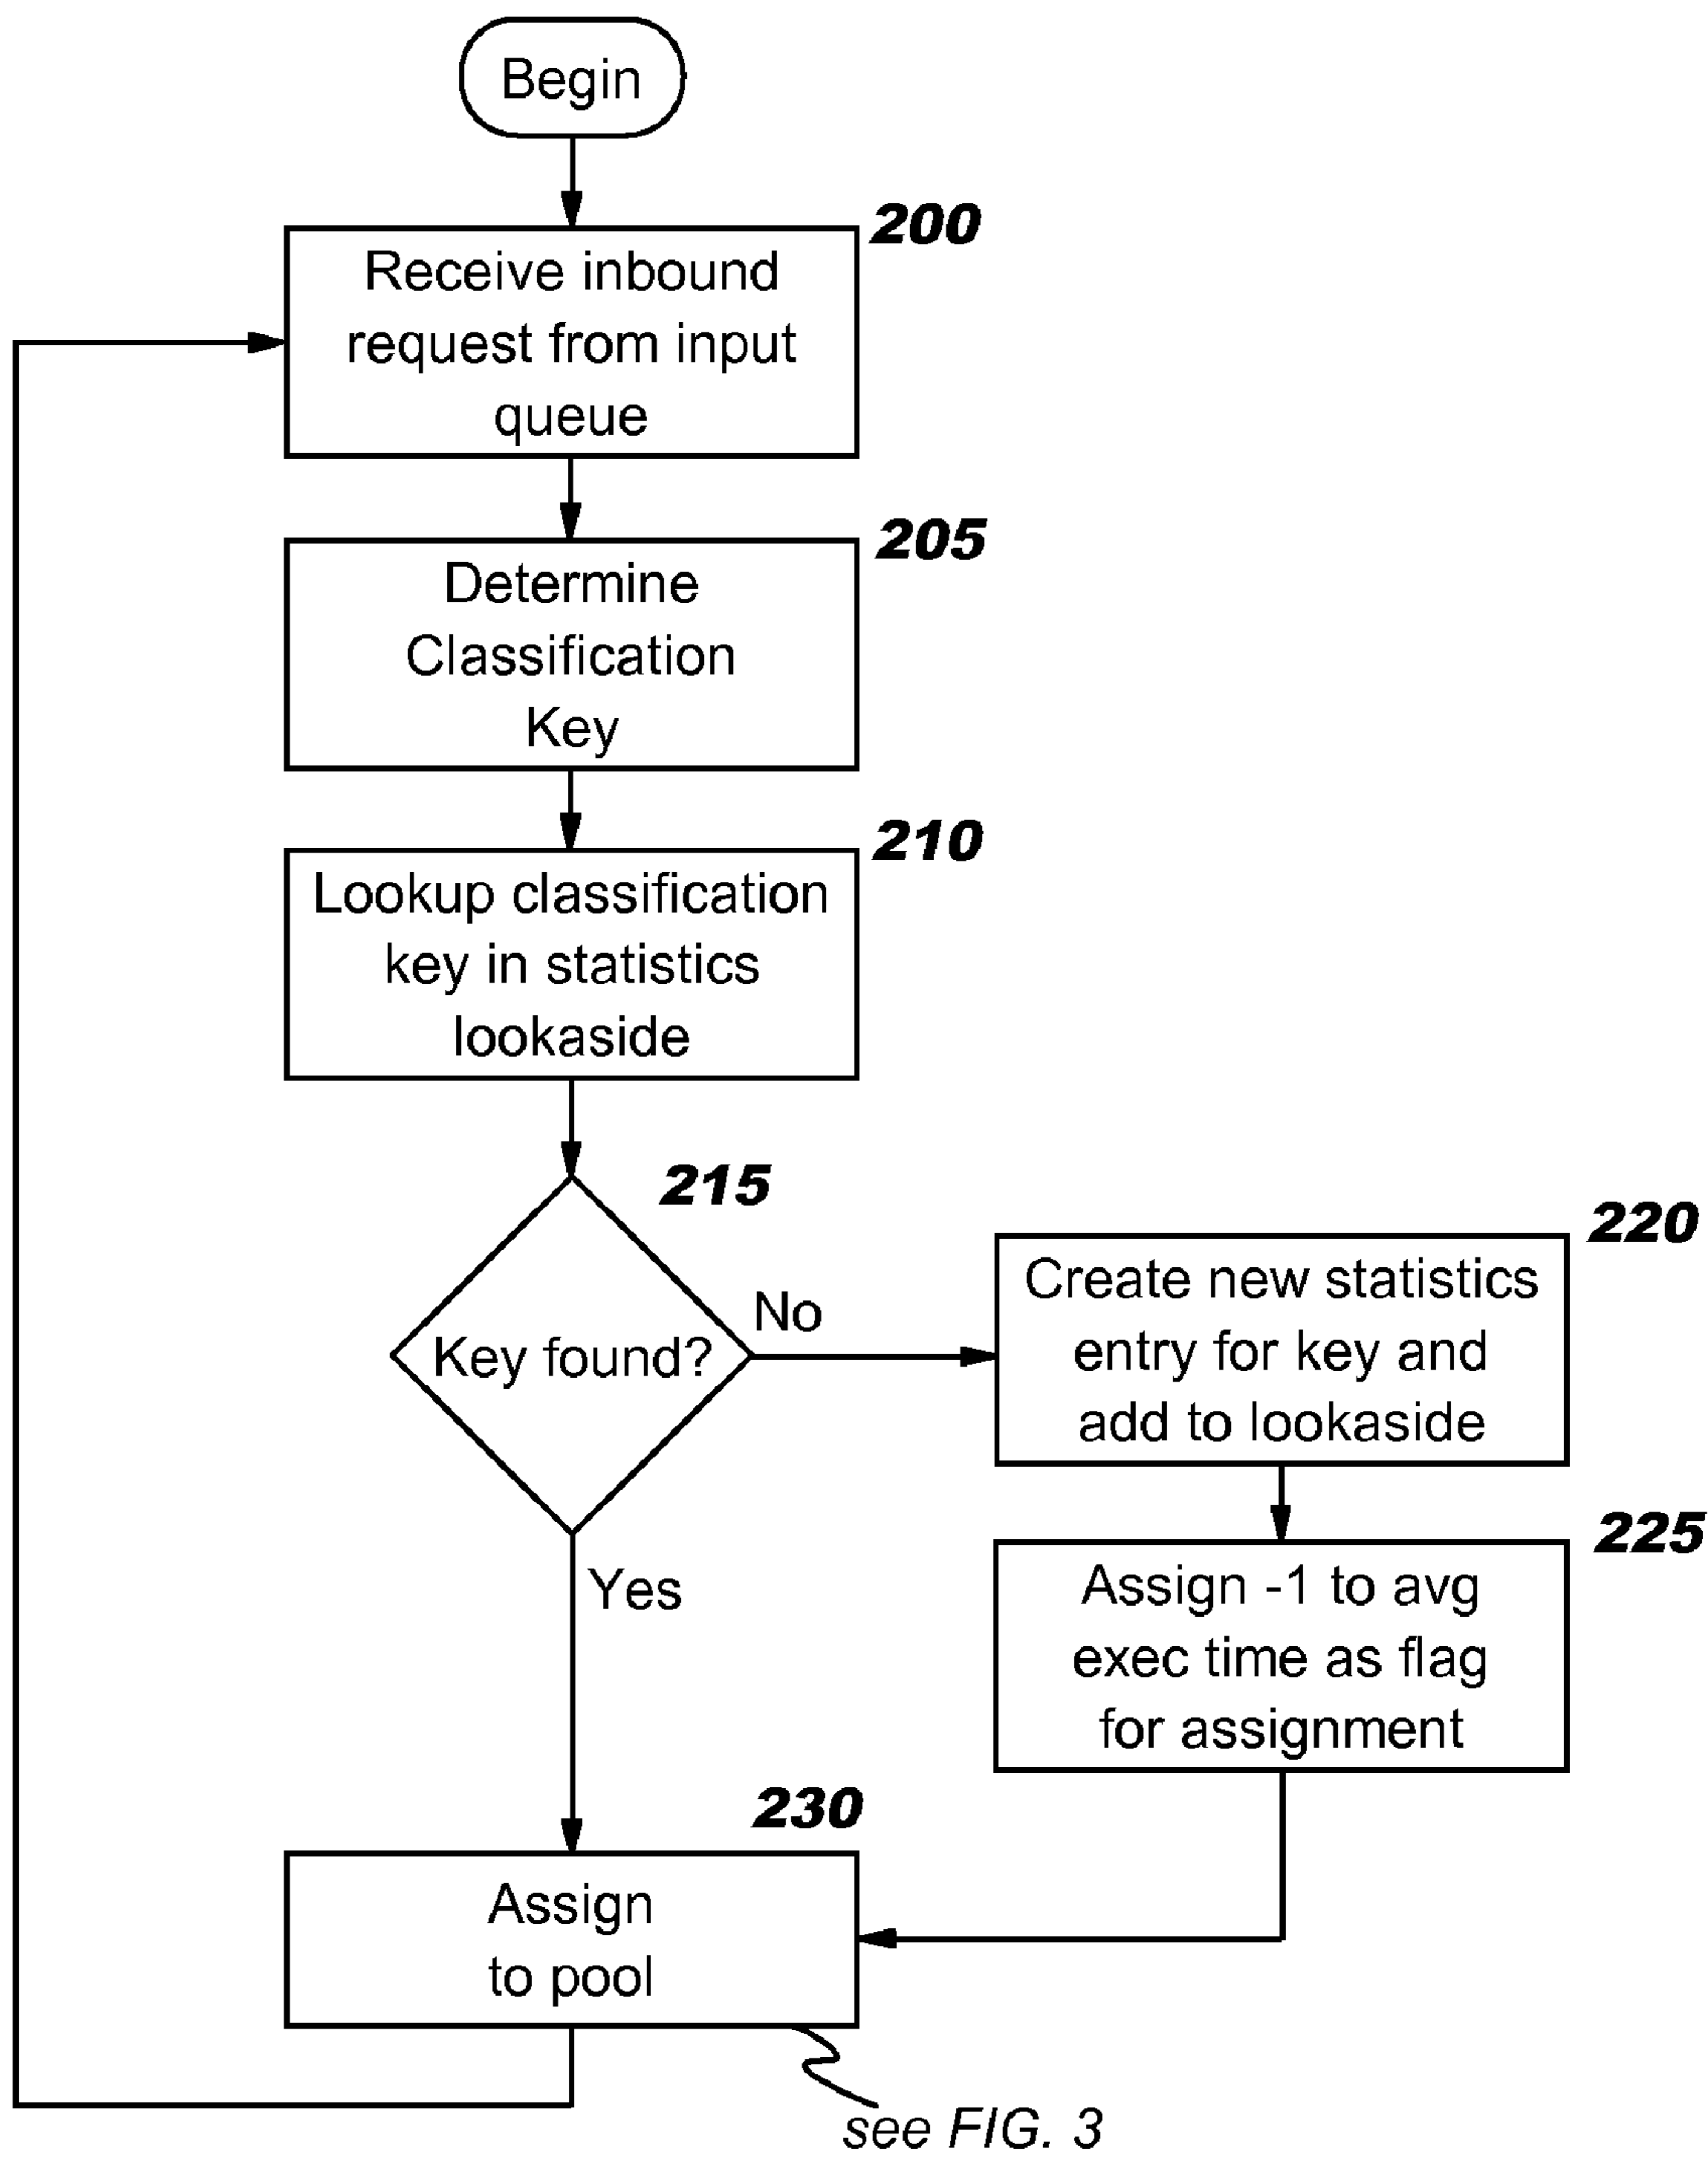 Begin
200
Receive inbound
request from input
queue
205
Determine
Classification
Key
210
Lookup classification
key in statistics
lookaside
215
Key found?
No
220
Create new statistics
entry for key and
add to lookaside
225
Assign -1 to avg
exec time as flag
for assignment
Yes
230
Assign
to pool
see FIG. 3